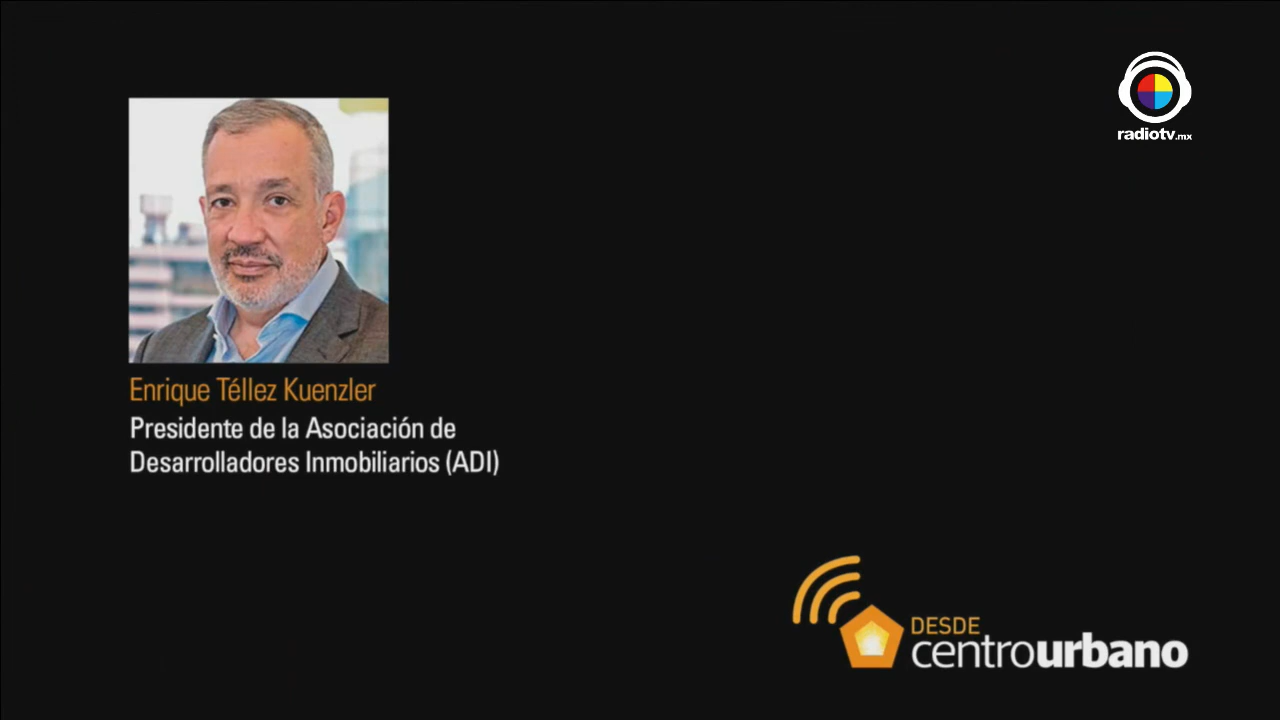 radiotv.mx
Enrique Téllez Kuenzler
Presidente de la Asociación de
Desarrolladores Inmobiliarios (ADI)
DESDE
centrourbano